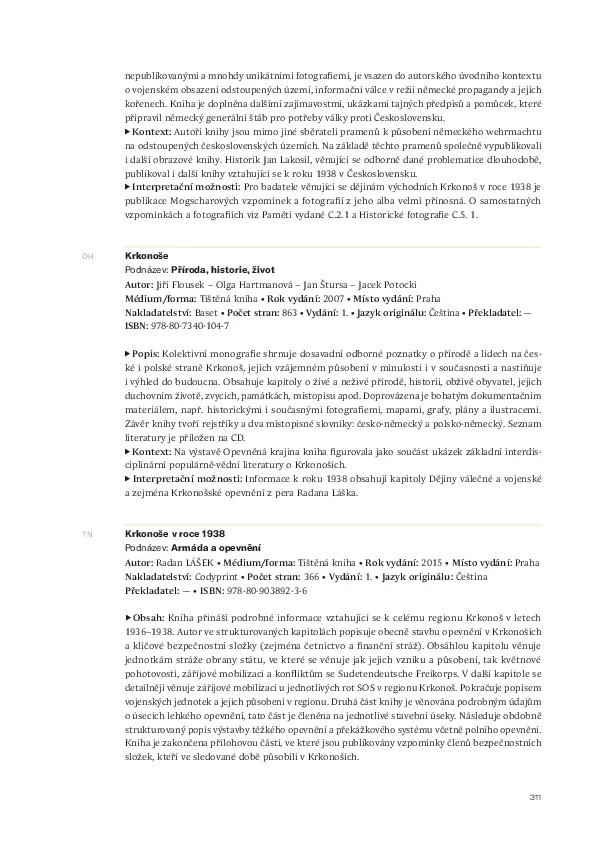 nepublikovanými a mnohdy unikátními fotografiemi, je vsazen do autorského úvodního kontextu
o vojenském obsazení odstoupených území, informační válce v režii německé propagandy a jejích
kořenech. Kniha je doplněna dalšími zajímavostmi, ukázkami tajných předpisů a pomůcek, které
připravil německý generální štáb pro potřeby války proti Československu.
▶ Kontext: Autoři knihy jsou mimo jiné sběrateli pramenů k působení německého wehrmachtu
na odstoupených československých územích. Na základě těchto pramenů společně vypublikovali
i další obrazové knihy. Historik Jan Lakosil, věnující se odborně dané problematice dlouhodobě,
publikoval i další knihy vztahující se k roku 1938 v Československu.
▶ Interpretační možnosti: Pro badatele věnující se dějinám východních Krkonoš v roce 1938 je
publikace Mogscharových vzpomínek a fotografií z jeho alba velmi přínosná. O samostatných
vzpomínkách a fotografiích viz Paměti vydané C.2.1 a Historické fotografie C.5. 1.
OH
Krkonoše
Podnázev: Příroda, historie, život
Autor: Jiří Flousek – Olga Hartmanová – Jan Štursa – Jacek Potocki
Médium/forma: Tištěná kniha • Rok vydání: 2007 • Místo vydání: Praha
Nakladatelství: Baset • Počet stran: 863 • Vydání: 1. • Jazyk originálu: Čeština • Překladatel: —
ISBN: 978-80-7340-104-7
▶ Popis: Kolektivní monografie shrnuje dosavadní odborné poznatky o přírodě a lidech na čes-
ké i polské straně Krkonoš, jejich vzájemném působení v minulosti i v současnosti a nastiňuje
i výhled do budoucna. Obsahuje kapitoly o živé a neživé přírodě, historii, obživě obyvatel, jejich
duchovním životě, zvycích, památkách, místopisu apod. Doprovázena je bohatým dokumentačním
materiálem, např. historickými i současnými fotografiemi, mapami, grafy, plány a ilustracemi.
Závěr knihy tvoří rejstříky a dva místopisné slovníky: česko-německý a polsko-německý. Seznam
literatury je přiložen na CD.
▶ Kontext: Na výstavě Opevněná krajina kniha figurovala jako součást ukázek základní interdis-
ciplinární populárně-vědní literatury o Krkonoších.
▶ Interpretační možnosti: Informace k roku 1938 obsahují kapitoly Dějiny válečné a vojenské
a zejména Krkonošské opevnění z pera Radana Láška.
TN
Krkonoše v roce 1938
Podnázev: Armáda a opevnění
Autor: Radan LÁŠEK • Médium/forma: Tištěná kniha • Rok vydání: 2015 • Místo vydání: Praha
Nakladatelství: Codyprint • Počet stran: 366 • Vydání: 1. • Jazyk originálu: Čeština
Překladatel: — • ISBN: 978-80-903892-3-6
▶ Obsah: Kniha přináší podrobné informace vztahující se k celému regionu Krkonoš v letech
1936–1938. Autor ve strukturovaných kapitolách popisuje obecně stavbu opevnění v Krkonoších
a klíčové bezpečnostní složky (zejména četnictvo a finanční stráž). Obsáhlou kapitolu věnuje
jednotkám stráže obrany státu, ve které se věnuje jak jejich vzniku a působení, tak květnové
pohotovosti, zářijové mobilizaci a konfliktům se Sudetendeutsche Freikorps. V další kapitole se
detailněji věnuje zářijové mobilizaci u jednotlivých rot SOS v regionu Krkonoš. Pokračuje popisem
vojenských jednotek a jejich působení v regionu. Druhá část knihy je věnována podrobným údajům
o úsecích lehkého opevnění, tato část je členěna na jednotlivé stavební úseky. Následuje obdobně
strukturovaný popis výstavby těžkého opevnění a překážkového systému včetně polního opevnění.
Kniha je zakončena přílohovou částí, ve které jsou publikovány vzpomínky členů bezpečnostních
složek, kteří ve sledované době působili v Krkonoších.
311